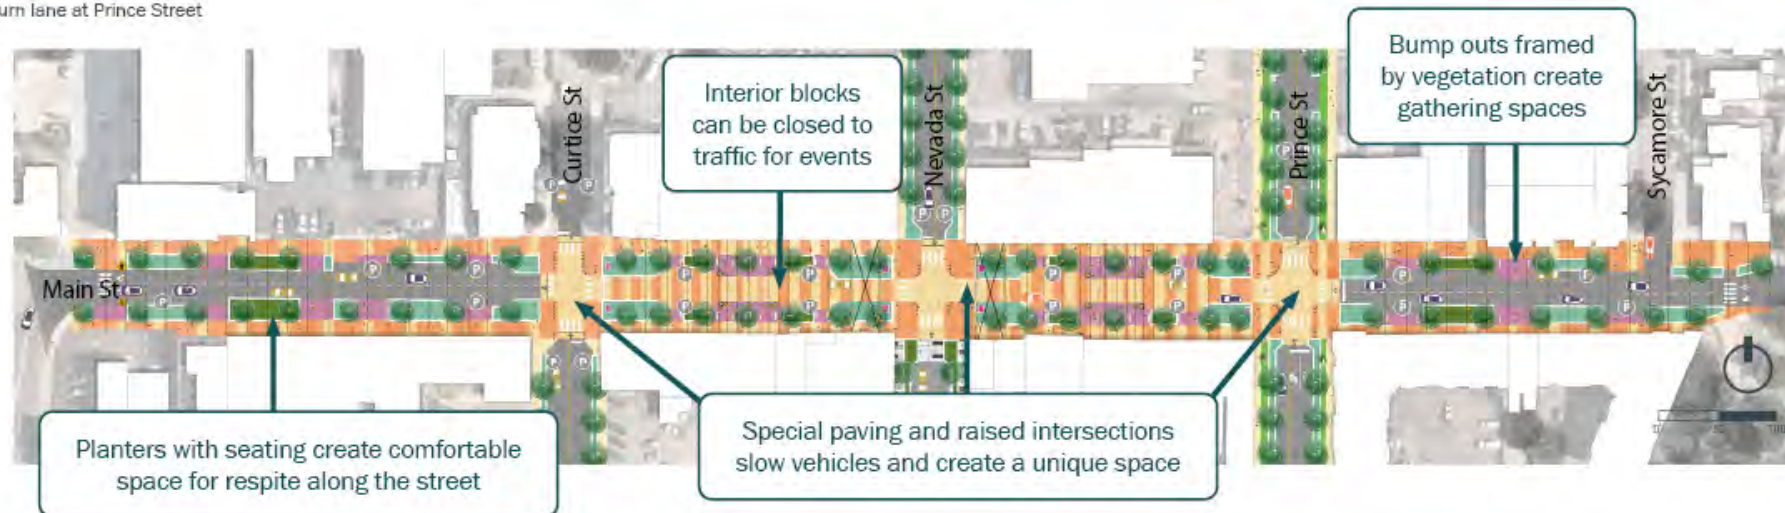 urn lane at Prince Street
Bump outs framed
by vegetation create
gathering spaces
Interior blocks
can be closed to
traffic for events
Curtice St
Nevada St
Prince St
Sycamore St
Main St
Planters with seating create comfortable
space for respite along the street
Special paving and raised intersections
slow vehicles and create a unique space